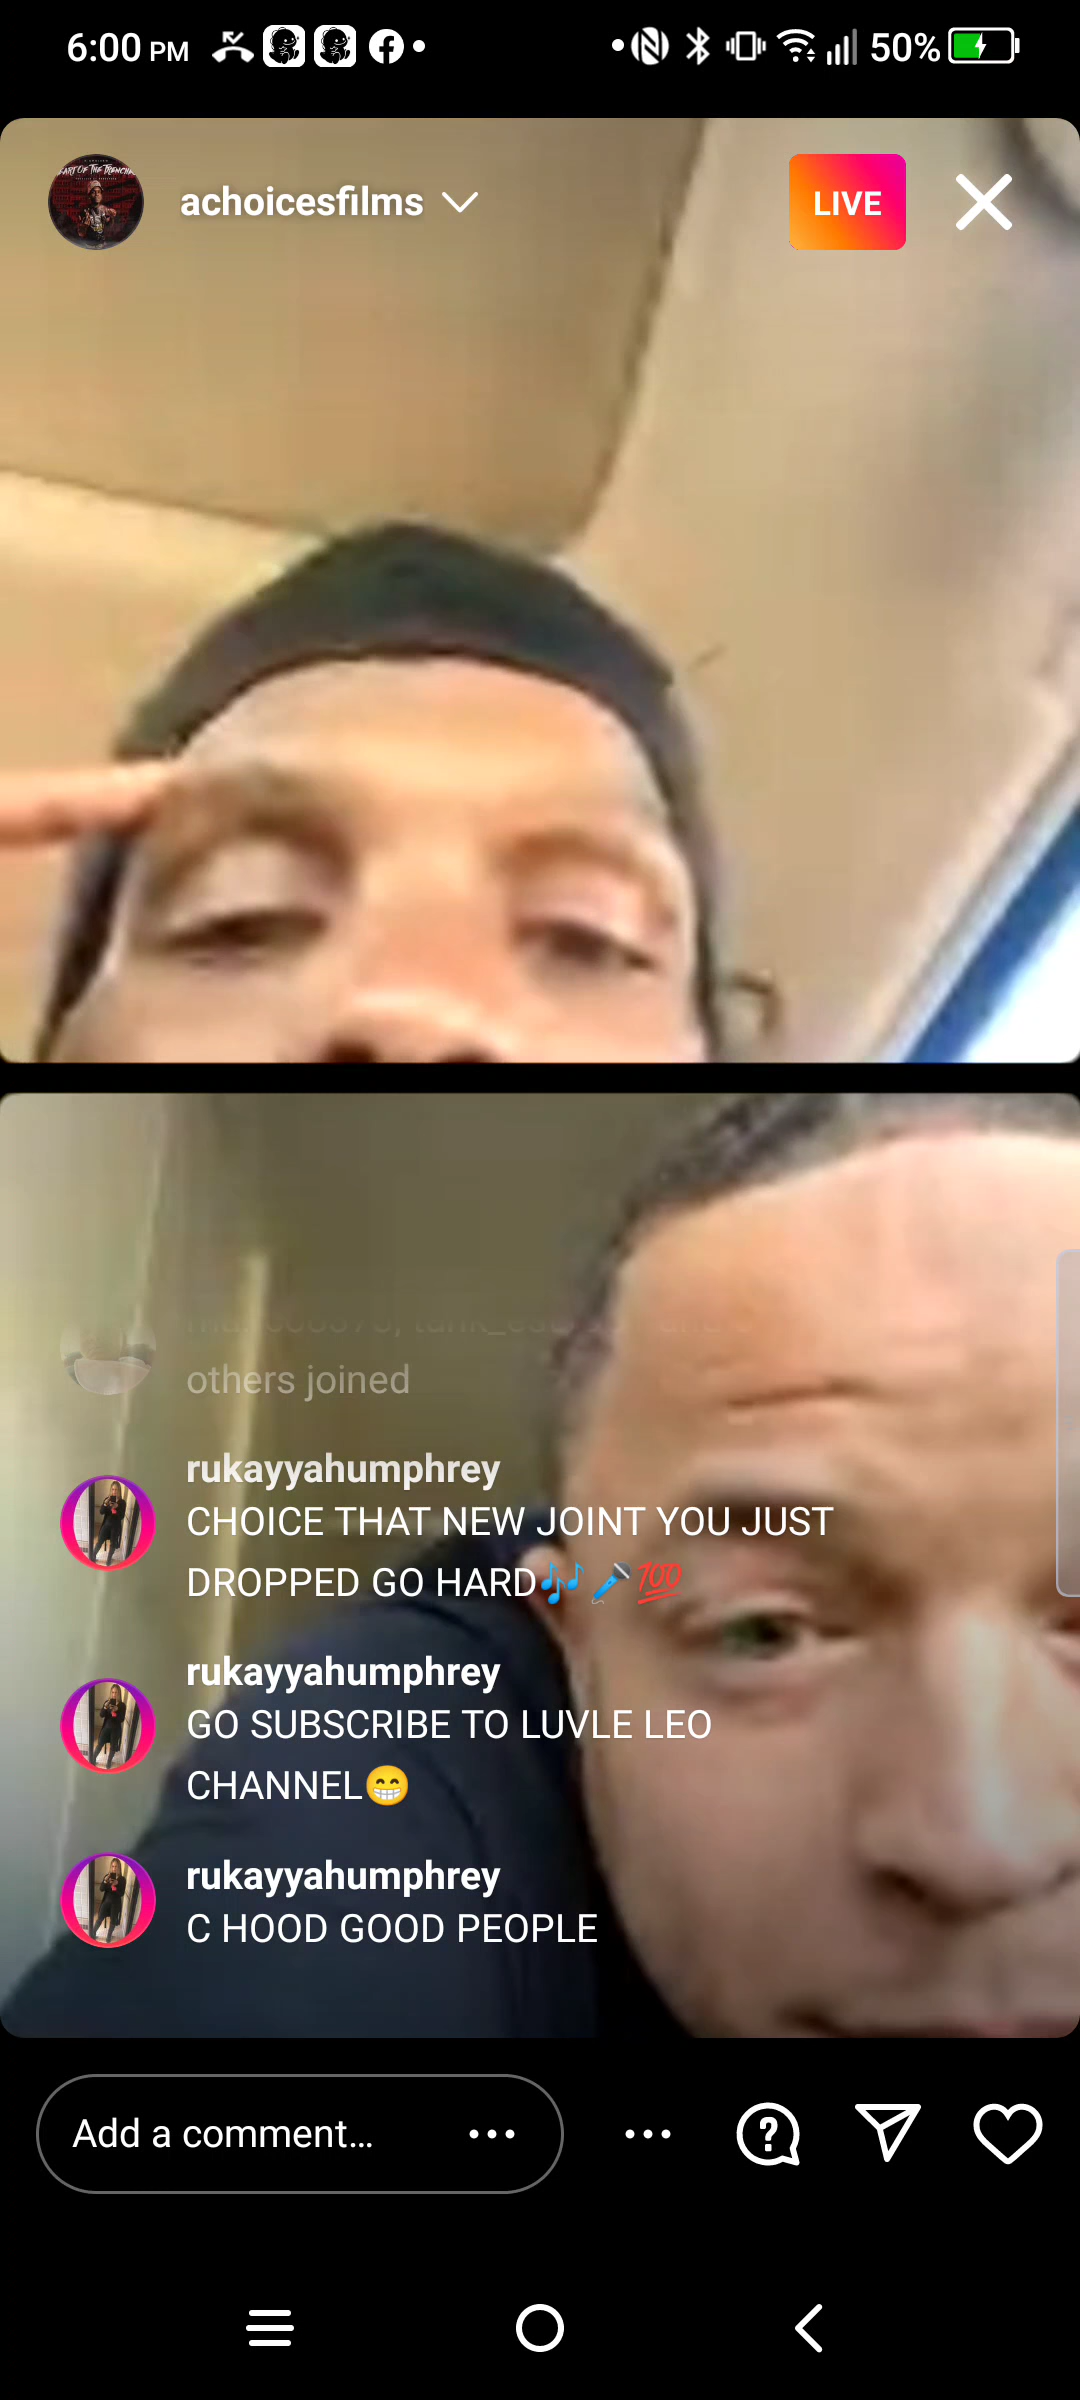 6:00 PM
50%
achoicesfilms
LIVE
others joined
rukayyahumphrey
CHOICE THAT NEW JOINT YOU JUST
DROPPED GO HARD🎶🎤💯
rukayyahumphrey
GO SUBSCRIBE TO LUVLE LEO
CHANNEL😁
rukayyahumphrey
C HOOD GOOD PEOPLE
Add a comment...